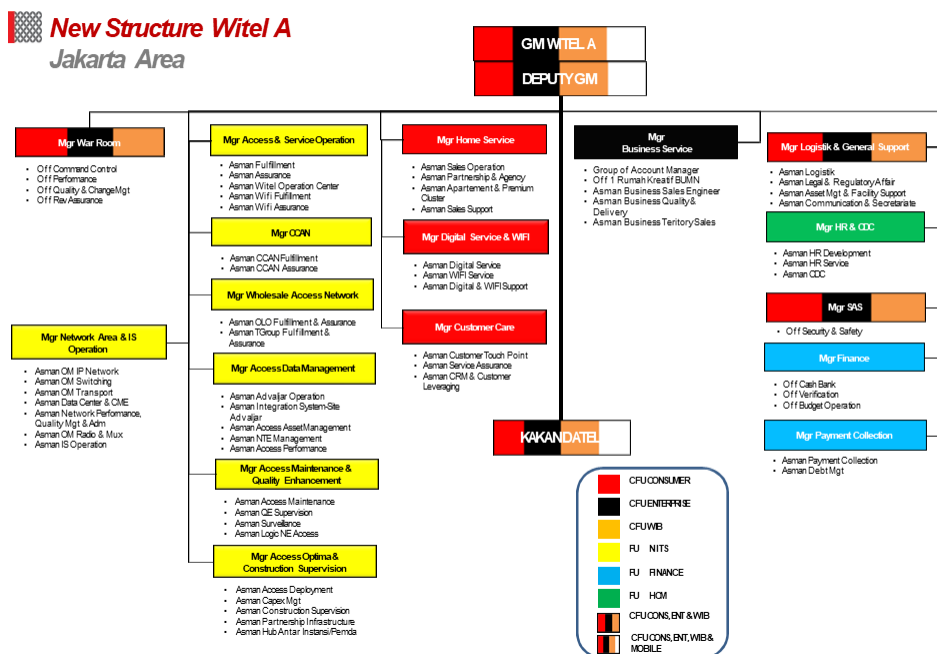 New Structure Witel A
Jakarta Area
GM WITEL A
DEPUTY GM
Mgr War Room
• Off Command Control
• Off Performance
• Off Quality & Change Mgt
• Off Rev Assurance
Mgr Network Area & IS
Operation
• Asman OM IP Network
• Asman OM Switching
• Asman OM Transport
• Asman Data Center & CME
• Asman Network Performance,
Quality Mgt & Adm
• Asman OM Radio & Mux
• Asman IS Operation
Mgr Access & Service Operation
• Asman Fulfillment
• Asman Assurance
• Asman Witel Operation Center
• Asman Wifi Fulfillment
• Asman Wifi Assurance
Mgr CCAN
• Asman CCAN Fulfillment
• Asman CCAN Assurance
Mgr Wholesale Access Network
• Asman OLO Fulfillment & Assurance
• Asman TGroup Fulfillment &
Assurance
Mgr Access Data Management
• Asman Advaljar Operation
• Asman Integration System-Site
Advaljar
• Asman Access Asset Management
• Asman NTE Management
• Asman Access Performance
Mgr Access Maintenance &
Quality Enhancement
• Asman Access Maintenance
• Asman QE Supervision
• Asman Surveillance
• Asman Logic NE Access
Mgr Access Optima &
Construction Supervision
• Asman Access Deployment
• Asman Capex Mgt
• Asman Construction Supervision
• Asman Partnership Infrastructure
• Asman Hub Antar Instansi/Pemda
Mgr Home Service
• Asman Sales Operation
• Asman Partnership & Agency
• Asman Apartement & Premium
Cluster
• Asman Sales Support
Mgr Digital Service & WIFI
• Asman Digital Service
• Asman WIFI Service
• Asman Digital & WIFI Support
Mgr Customer Care
• Asman Customer Touch Point
• Asman Service Assurance
• Asman CRM & Customer
Leveraging
Mgr
Business Service
• Group of Account Manager
• Off 1 Rumah Kreatif BUMN
• Asman Business Sales Engineer
• Asman Business Quality &
Delivery
• Asman Business Teritory Sales
KAKANDATEL
Mgr Logistik & General Support
• Asman Logistik
• Asman Legal & Regulatory Affair
• Asman Asset Mgt & Facility Support
• Asman Communication & Secretariate
Mgr HR & CDC
• Asman HR Development
• Asman HR Service
• Asman CDC
Mgr SAS
• Off Security & Safety
Mgr Finance
• Off Cash Bank
• Off Verification
• Off Budget Operation
Mgr Payment Collection
• Asman Payment Collection
• Asman Debt Mgt
CFU CONSUMER
CFU ENTERPRISE
CFU WIB
FU NITS
FU FINANCE
FU HCM
CFU CONS, ENT & WIB
CFU CONS, ENT, WIB &
MOBILE